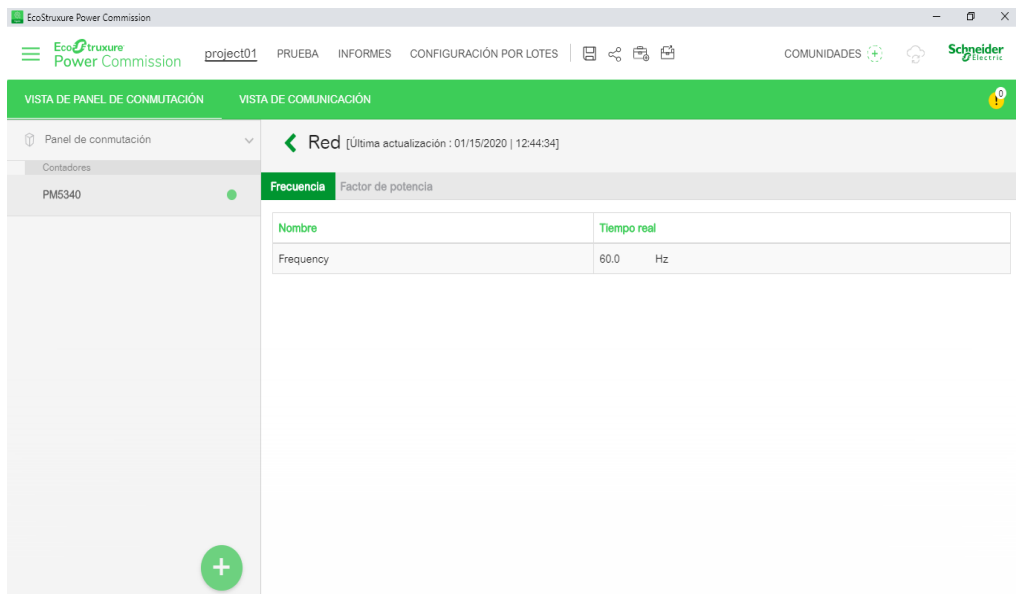 EcoStruxure Power Commission
EcoStruxure
Power Commission
project01 PRUEBA INFORMES CONFIGURACIÓN POR LOTES COMUNIDADES
Schneider
Electric
VISTA DE PANEL DE CONMUTACIÓN VISTA DE COMUNICACIÓN 0
Panel de conmutación
Contadores
PM5340
Red [Última actualización : 01/15/2020 | 12:44:34]
Frecuencia Factor de potencia
Nombre Tiempo real
Frequency 60.0 Hz